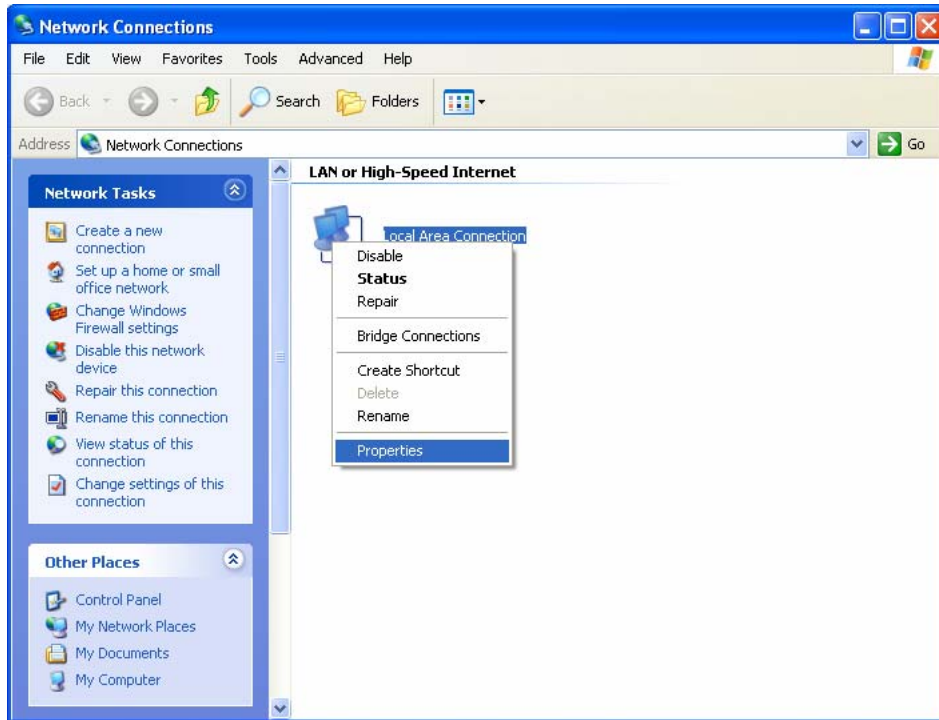 Network Connections
File Edit View Favorites Tools Advanced Help
Back Search Folders
Address Network Connections Go
Network Tasks
Create a new
connection
Set up a home or small
office network
Change Windows
Firewall settings
Disable this network
device
Repair this connection
Rename this connection
View status of this
connection
Change settings of this
connection
Other Places
Control Panel
My Network Places
My Documents
My Computer
LAN or High-Speed Internet
Local Area Connection
Disable
Status
Repair
Bridge Connections
Create Shortcut
Delete
Rename
Properties